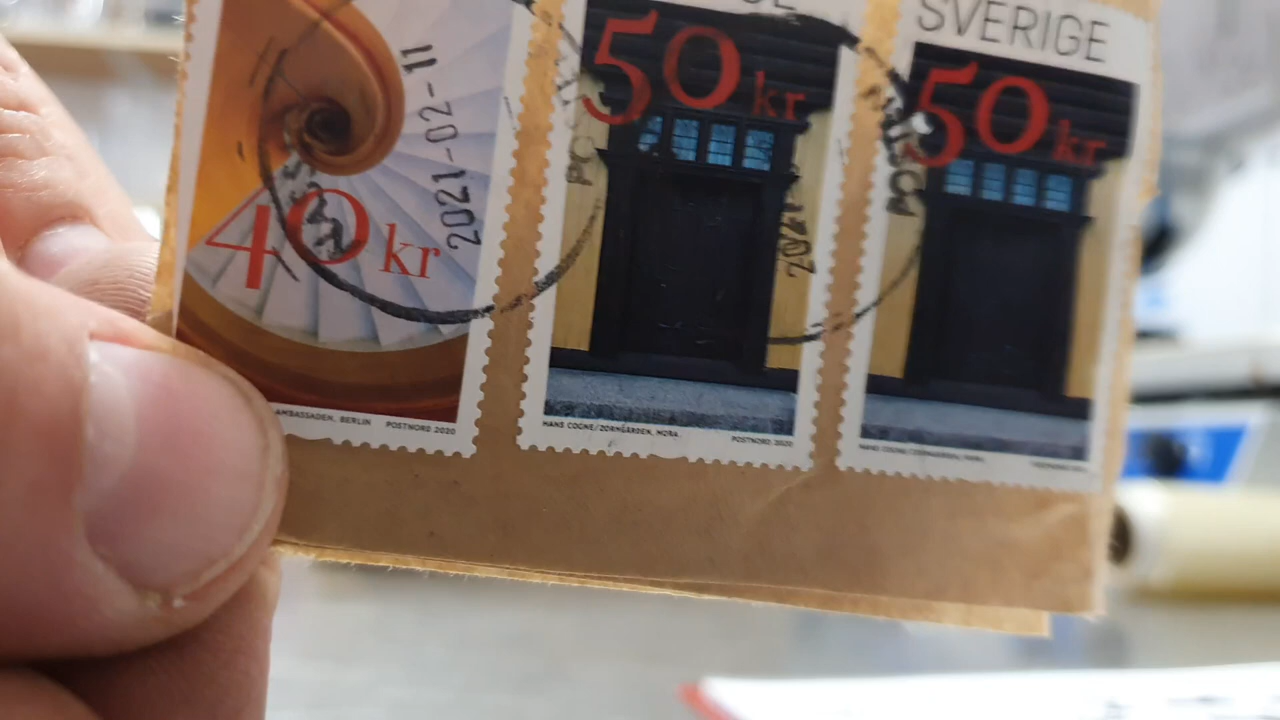 40 kr
2021-02-11
AMBASSADEN, BERLIN POSTNORD 2020
50 kr
2021
HANS COGNE/ZORNGÅRDEN, MORA. POSTNORD 2020
SVERIGE
50 kr